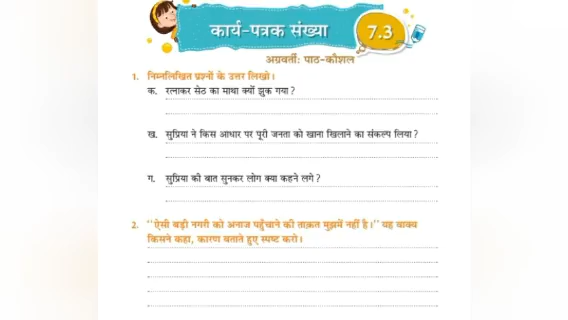 कार्य-पत्रक संख्या 7.3
अग्रवर्ती: पाठ-कौशल
1. निम्नलिखित प्रश्नों के उत्तर लिखो।
क. रत्नाकर सेठ का माथा क्यों झुक गया?
ख. सुप्रिया ने किस आधार पर पूरी जनता को खाना खिलाने का संकल्प लिया?
ग. सुप्रिया की बात सुनकर लोग क्या कहने लगे?
2. "ऐसी बड़ी नगरी को अनाज पहुँचाने की ताक़त मुझमें नहीं है।" यह वाक्य
किसने कहा, कारण बताते हुए स्पष्ट करो।